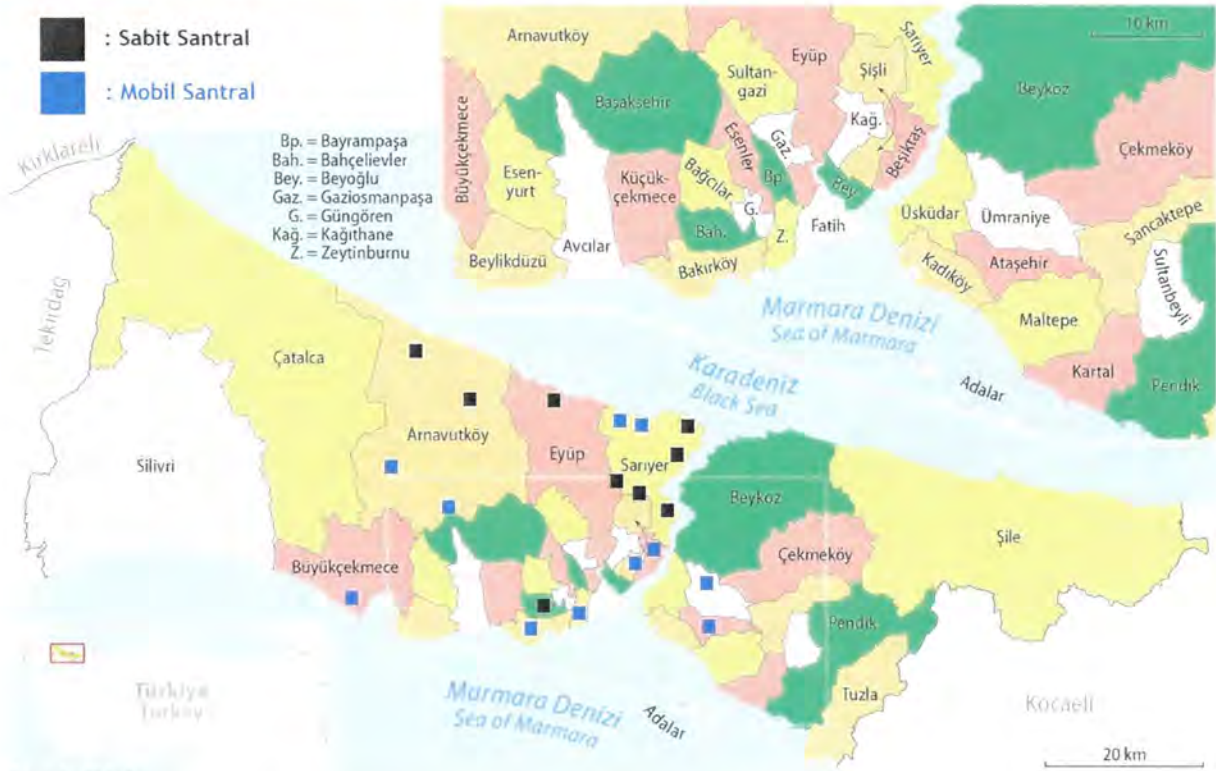 : Sabit Santral
: Mobil Santral
Bp. = Bayrampaşa
Bah. = Bahçelievler
Bey. = Beyoğlu
Gaz. = Gaziosmanpaşa
G. = Güngören
Kağ. = Kağıthane
Z. = Zeytinburnu
Arnavutköy
Eyüp
Sarıyer
10 km
Sultan-
gazi
Şişli
Beykoz
Başakşehir
Kağ.
Büyükçekmece
Esenler
Gaz.
Beşiktaş
Çekmeköy
Esen-
yurt
Küçük-
çekmece
Bağcılar
Bp
Bey.
G.
Üsküdar
Ümraniye
Sancaktepe
Avcılar
Bah.
Z.
Fatih
Beylikdüzü
Bakırköy
Kadıköy
Ataşehir
Sultanbeyli
Maltepe
Marmara Denizi
Sea of Marmara
Kartal
Pendik
Adalar
Kırklareli
Tekirdağ
Karadeniz
Black Sea
Çatalca
Arnavutköy
Silivri
Eyüp
Sarıyer
Beykoz
Şile
Çekmeköy
Büyükçekmece
Pendik
Tuzla
Kocaeli
Türkiye
Turkey
Marmara Denizi
Sea of Marmara
Adalar
20 km